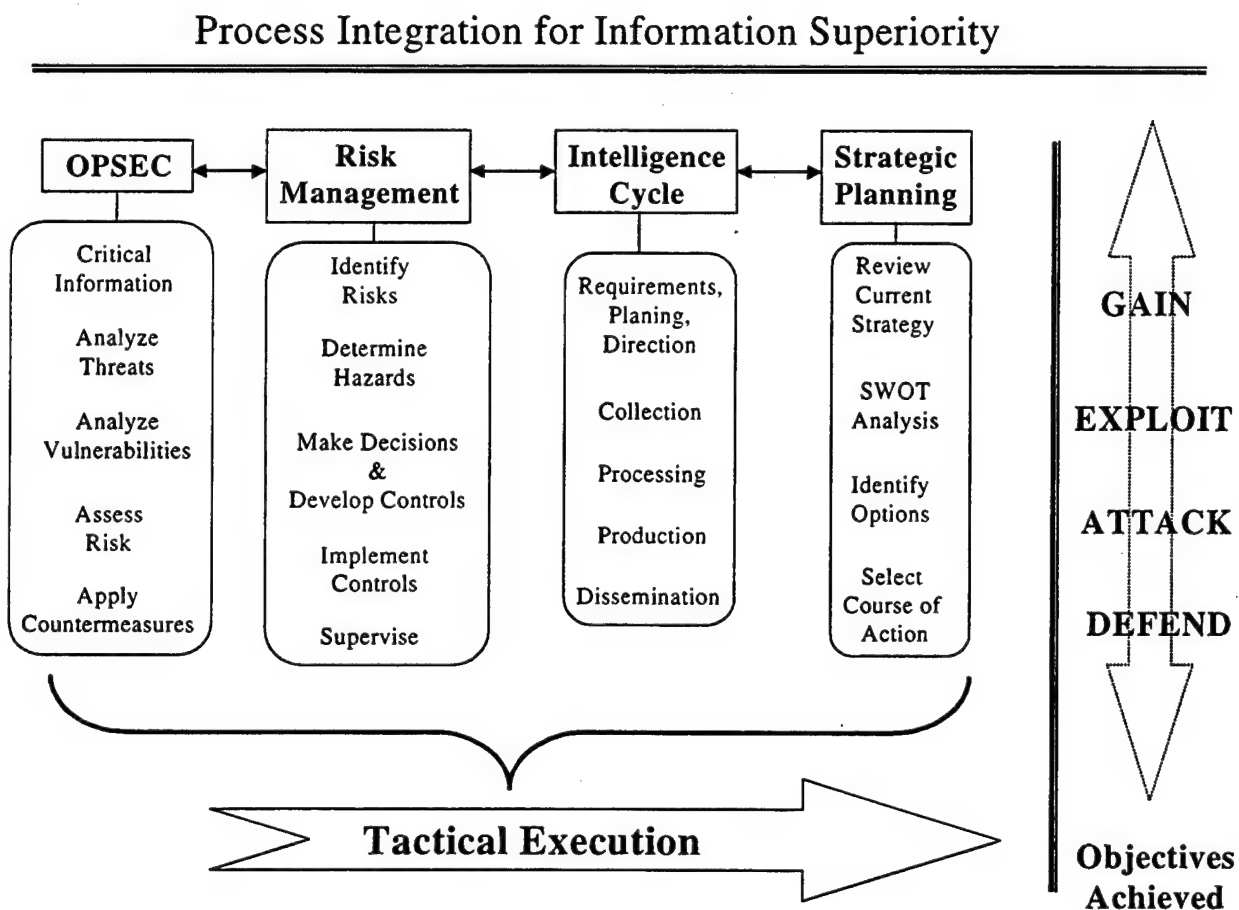 Process Integration for Information Superiority
OPSEC
Critical
Information
Analyze
Threats
Analyze
Vulnerabilities
Assess
Risk
Apply
Countermeasures
Risk
Management
Identify
Risks
Determine
Hazards
Make Decisions
&
Develop Controls
Implement
Controls
Supervise
Intelligence
Cycle
Requirements,
Planing,
Direction
Collection
Processing
Production
Dissemination
Strategic
Planning
Review
Current
Strategy
SWOT
Analysis
Identify
Options
Select
Course of
Action
GAIN
EXPLOIT
ATTACK
DEFEND
Tactical Execution
Objectives
Achieved